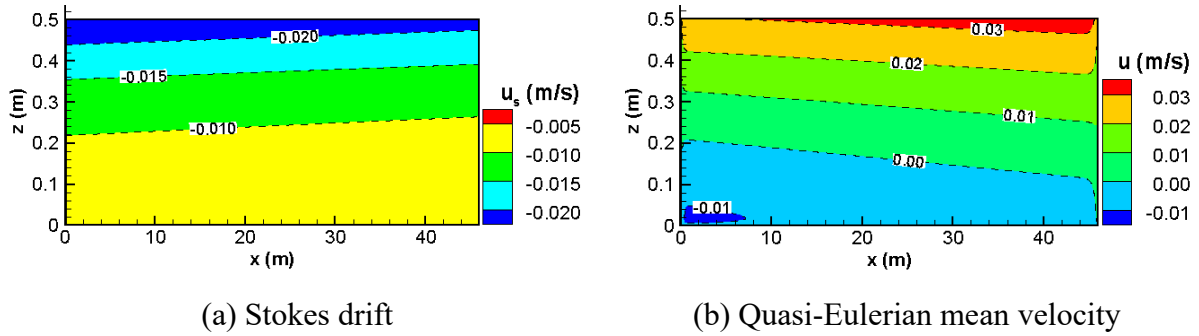 0.5
0.4
0.3
0.2
0.1
0
z (m)
-0.020
-0.015
-0.010
u_s (m/s)
-0.005
-0.010
-0.015
-0.020
0 10 20 30 40
x (m)
(a) Stokes drift
0.5
0.4
0.3
0.2
0.1
0
z (m)
0.03
0.02
0.01
0.00
-0.01
u (m/s)
0.03
0.02
0.01
0.00
-0.01
0 10 20 30 40
x (m)
(b) Quasi-Eulerian mean velocity